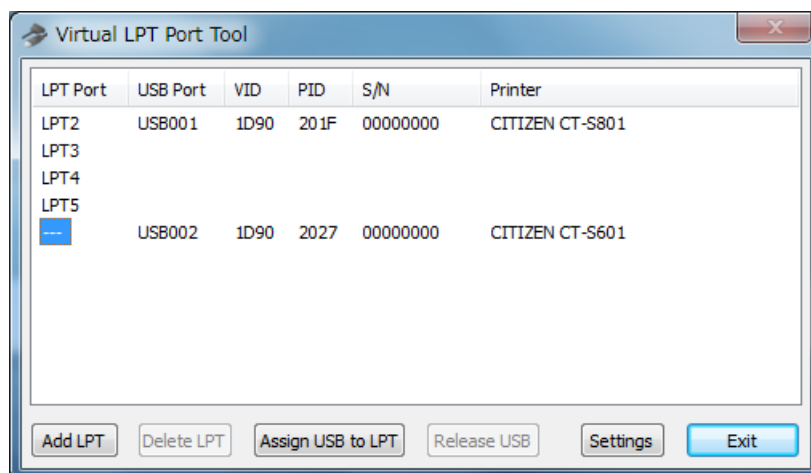 Virtual LPT Port Tool
LPT Port USB Port VID PID S/N Printer
LPT2 USB001 1D90 201F 00000000 CITIZEN CT-S801
LPT3
LPT4
LPT5
--- USB002 1D90 2027 00000000 CITIZEN CT-S601
Add LPT Delete LPT Assign USB to LPT Release USB Settings Exit